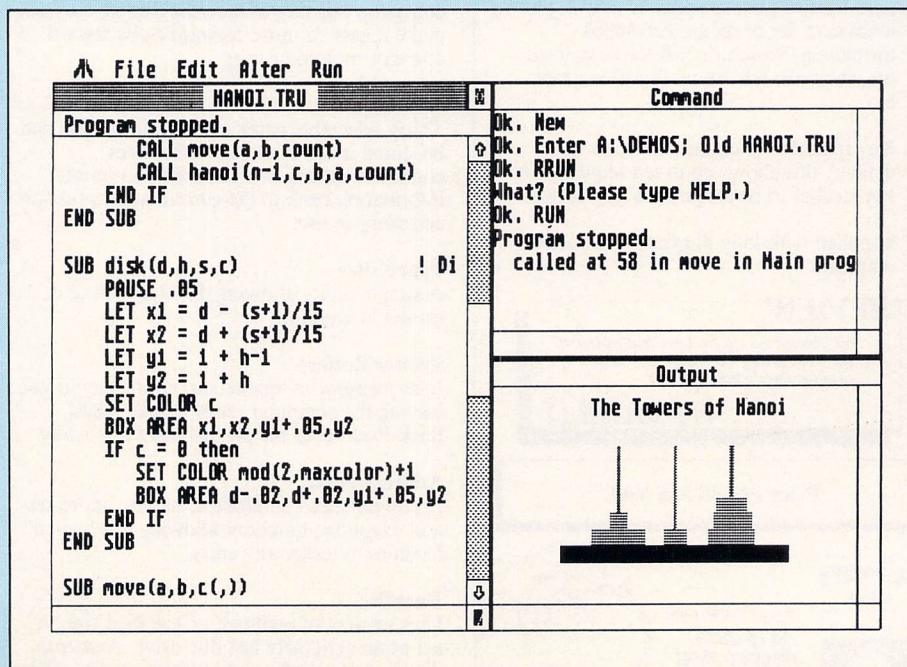 File Edit Alter Run
HANOI.TRU
Program stopped.
CALL move(a,b,count)
CALL hanoi(n-1,c,b,a,count)
END IF
END SUB
SUB disk(d,h,s,c) ! Di
PAUSE .05
LET x1 = d - (s+1)/15
LET x2 = d + (s+1)/15
LET y1 = 1 + h-1
LET y2 = 1 + h
SET COLOR c
BOX AREA x1,x2,y1+.05,y2
IF c = 0 then
SET COLOR mod(2,maxcolor)+1
BOX AREA d-.02,d+.02,y1+.05,y2
END IF
END SUB
SUB move(a,b,c(,))
Command
Ok. New
Ok. Enter A:\DEMOS; Old HANOI.TRU
Ok. RRUN
What? (Please type HELP.)
Ok. RUN
Program stopped.
called at 58 in move in Main prog
Output
The Towers of Hanoi